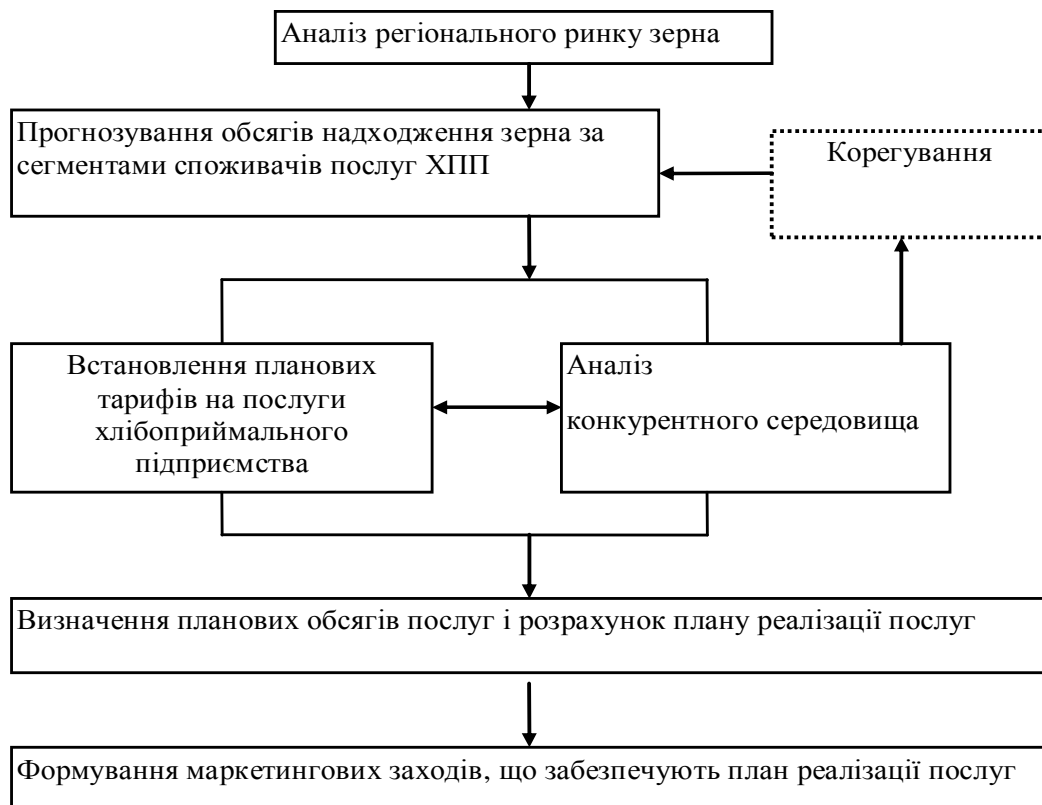 Аналіз регіонального ринку зерна
Прогнозування обсягів надходження зерна за
сегментами споживачів послуг ХПП
Корегування
Встановлення планових
тарифів на послуги
хлібоприймального
підприємства
Аналіз
конкурентного середовища
Визначення планових обсягів послуг і розрахунок плану реалізації послуг
Формування маркетингових заходів, що забезпечують план реалізації послуг